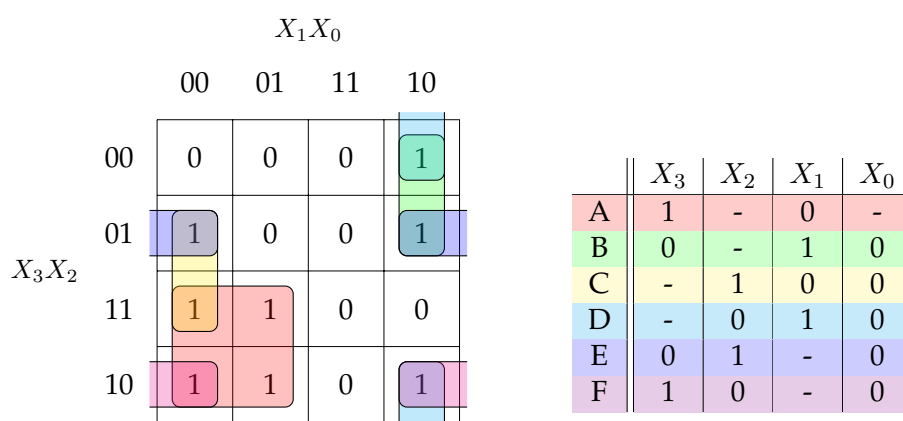 X₁X₀
00 01 11 10
00 0 0 0 1
01 1 0 0 1
X₃X₂
11 1 1 0 0
10 1 1 0 1
X₃ X₂ X₁ X₀
A 1 - 0 -
B 0 - 1 0
C - 1 0 0
D - 0 1 0
E 0 1 - 0
F 1 0 - 0